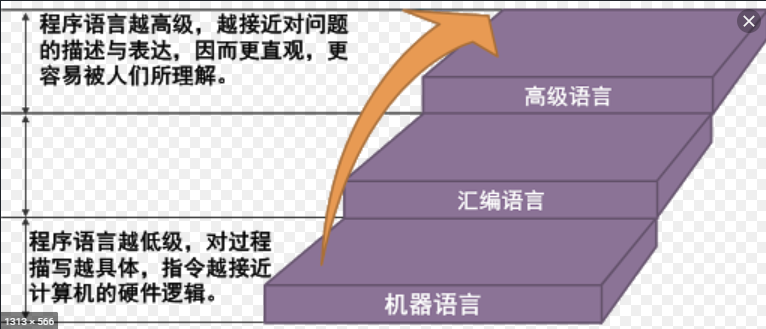 程序语言越高级，越接近对问题
的描述与表达，因而更直观，更
容易被人们所理解。
高级语言
汇编语言
程序语言越低级，对过程
描写越具体，指令越接近
计算机的硬件逻辑。
机器语言
1313 × 566